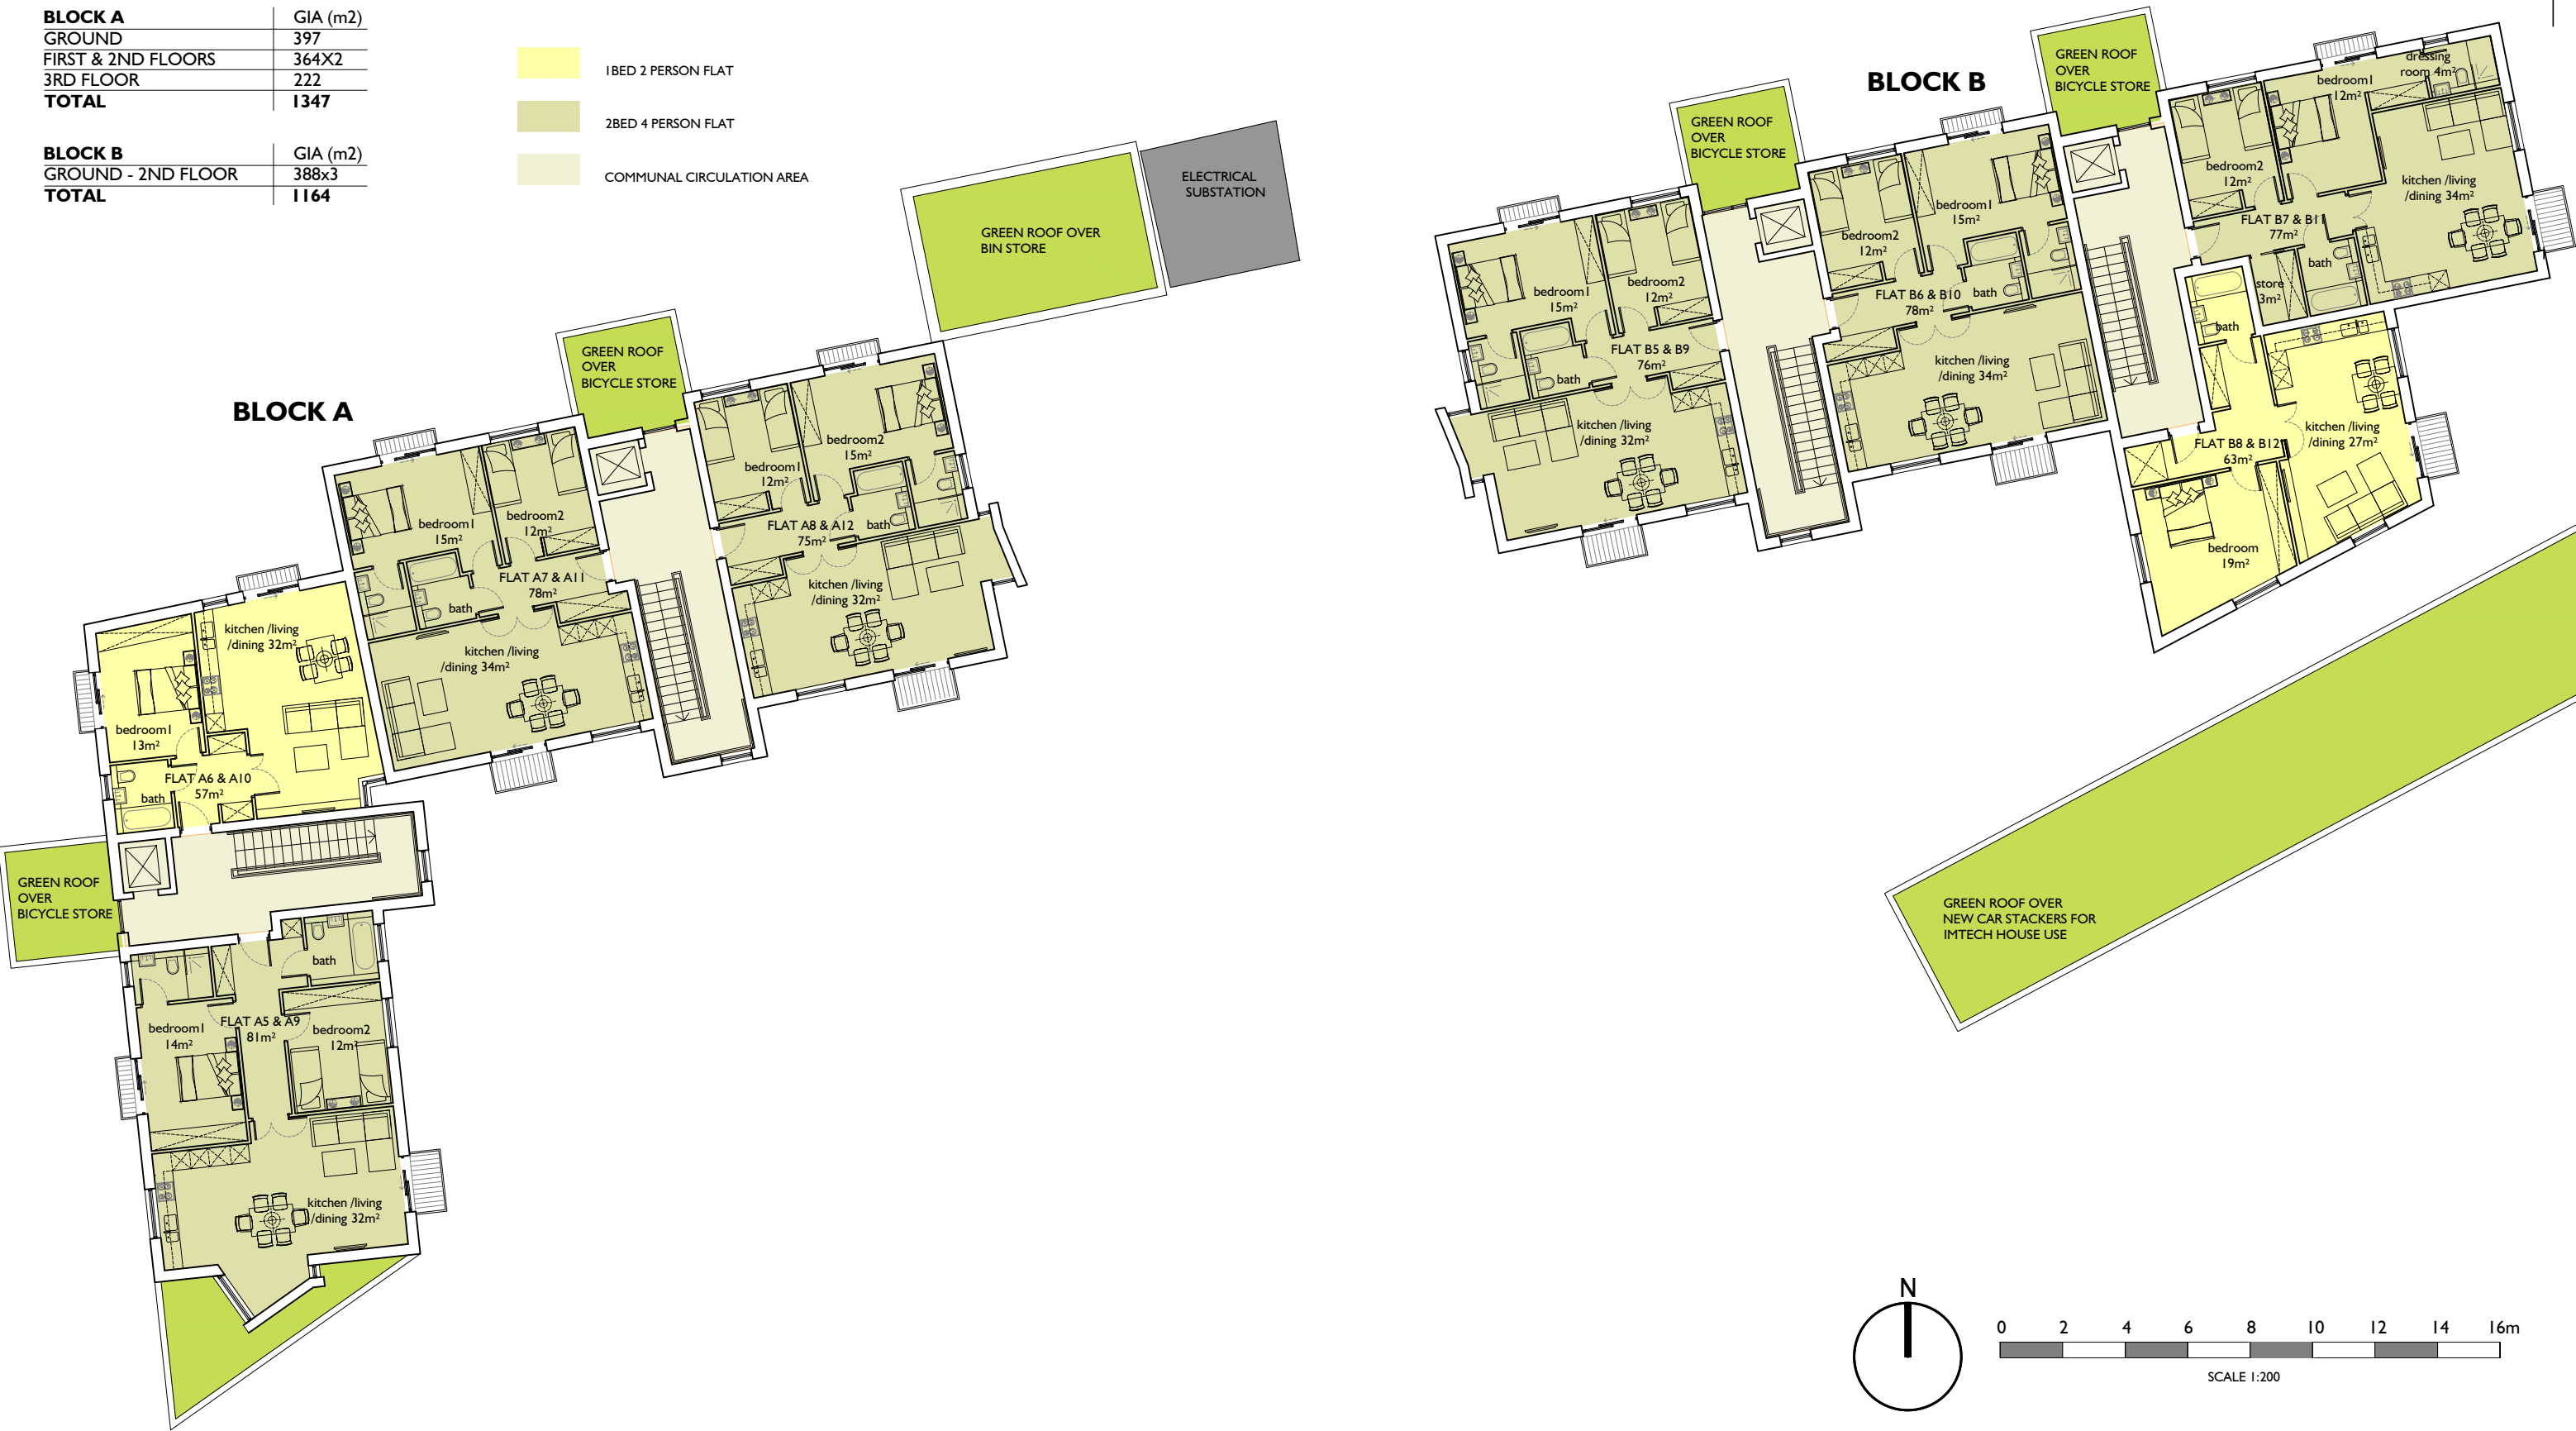 BLOCK A GIA (m2)
GROUND 397
FIRST & 2ND FLOORS 364X2
3RD FLOOR 222
TOTAL 1347
BLOCK B GIA (m2)
GROUND - 2ND FLOOR 388x3
TOTAL 1164
1BED 2 PERSON FLAT
2BED 4 PERSON FLAT
COMMUNAL CIRCULATION AREA
BLOCK A
GREEN ROOF
OVER
BICYCLE STORE
GREEN ROOF OVER
BIN STORE
ELECTRICAL
SUBSTATION
bedroom1
12m²
bedroom2
15m²
FLAT A8 & A12
75m²
bath
kitchen /living
/dining 32m²
bedroom1
15m²
bedroom2
12m²
FLAT A7 & A11
78m²
bath
kitchen /living
/dining 34m²
kitchen /living
/dining 32m²
bedroom1
13m²
FLAT A6 & A10
57m²
bath
GREEN ROOF
OVER
BICYCLE STORE
bath
FLAT A5 & A9
81m²
bedroom1
14m²
bedroom2
12m²
kitchen /living
/dining 32m²
BLOCK B
GREEN ROOF
OVER
BICYCLE STORE
GREEN ROOF
OVER
BICYCLE STORE
bedroom1
15m²
bedroom2
12m²
FLAT B5 & B9
76m²
bath
kitchen /living
/dining 32m²
bedroom2
12m²
bedroom1
15m²
FLAT B6 & B10
78m²
bath
kitchen /living
/dining 34m²
dressing
room 4m²
bedroom1
12m²
bedroom2
12m²
kitchen /living
/dining 34m²
FLAT B7 & B11
77m²
bath
store
3m²
bath
kitchen /living
/dining 27m²
FLAT B8 & B12
63m²
bedroom
19m²
GREEN ROOF OVER
NEW CAR STACKERS FOR
IMTECH HOUSE USE
N
0 2 4 6 8 10 12 14 16m
SCALE 1:200